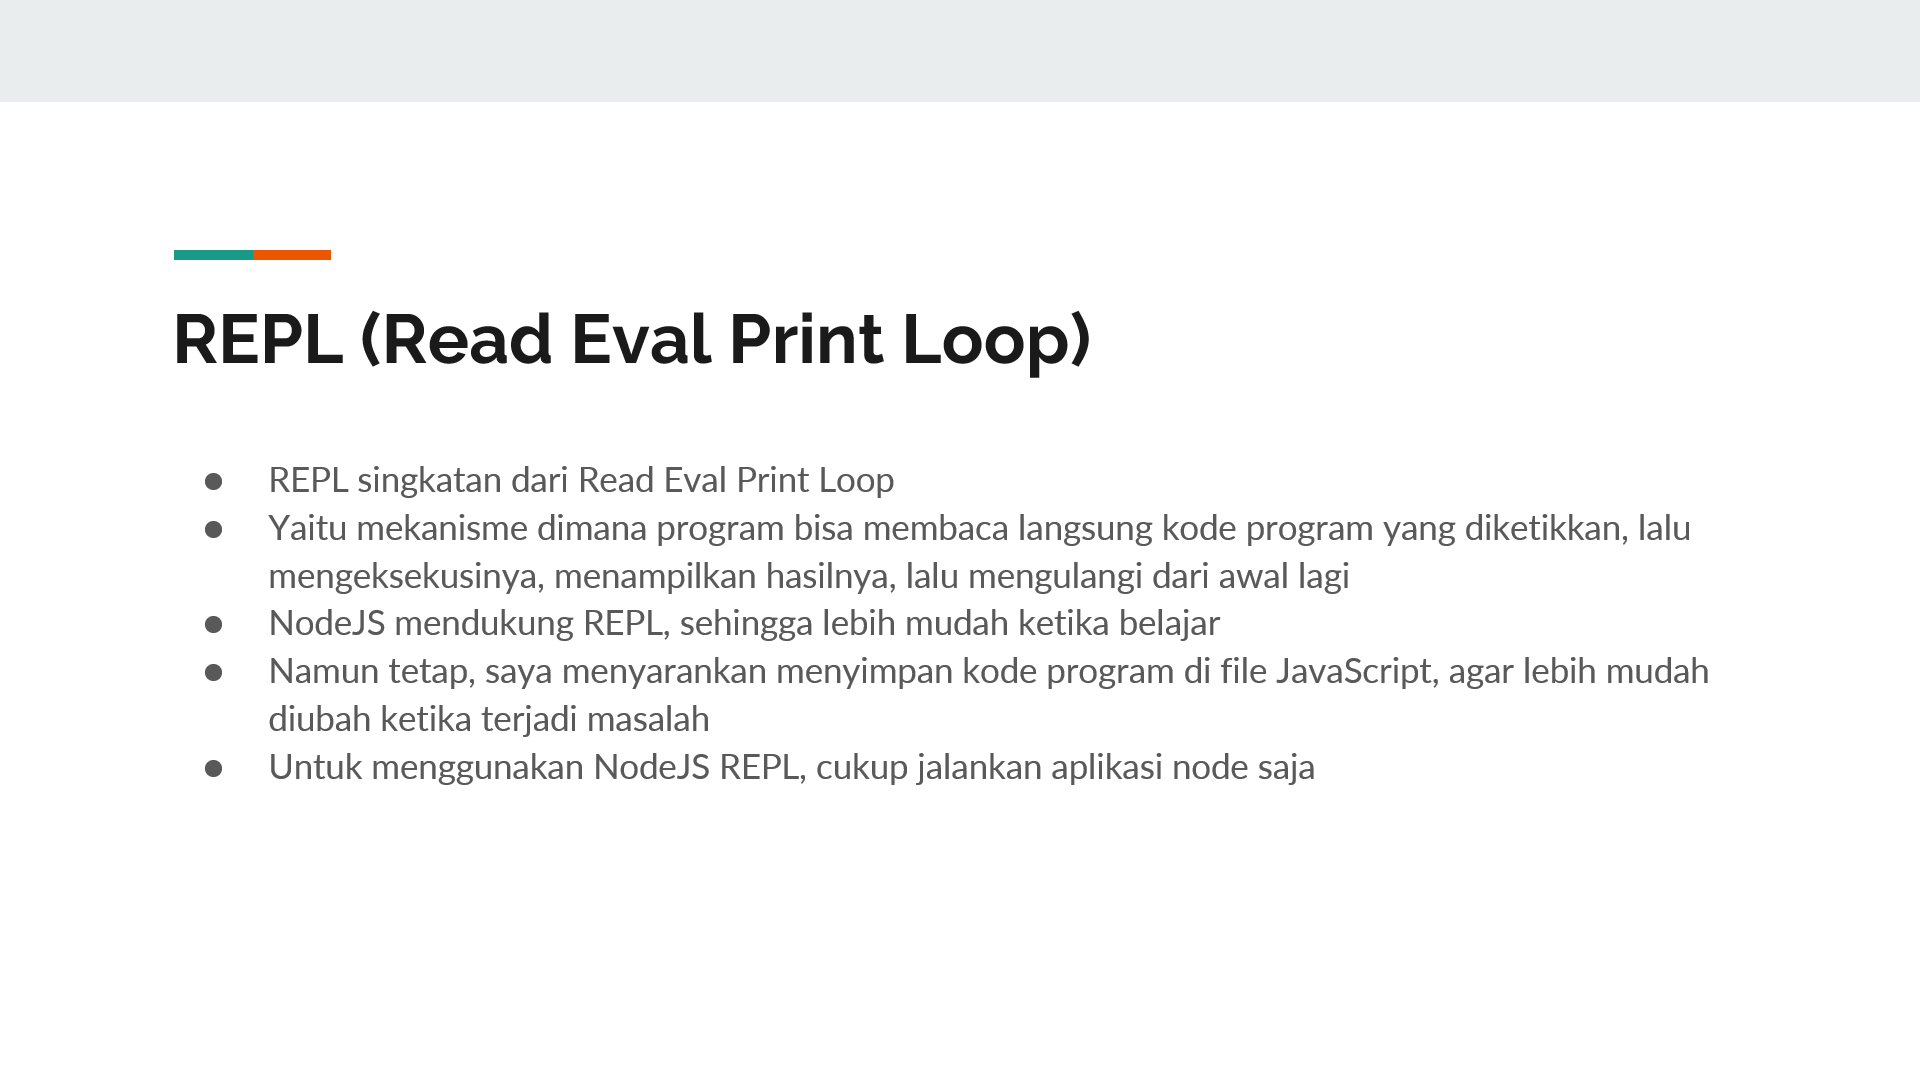 REPL (Read Eval Print Loop)
● REPL singkatan dari Read Eval Print Loop
● Yaitu mekanisme dimana program bisa membaca langsung kode program yang diketikkan, lalu
mengeksekusinya, menampilkan hasilnya, lalu mengulangi dari awal lagi
● NodeJS mendukung REPL, sehingga lebih mudah ketika belajar
● Namun tetap, saya menyarankan menyimpan kode program di file JavaScript, agar lebih mudah
diubah ketika terjadi masalah
● Untuk menggunakan NodeJS REPL, cukup jalankan aplikasi node saja